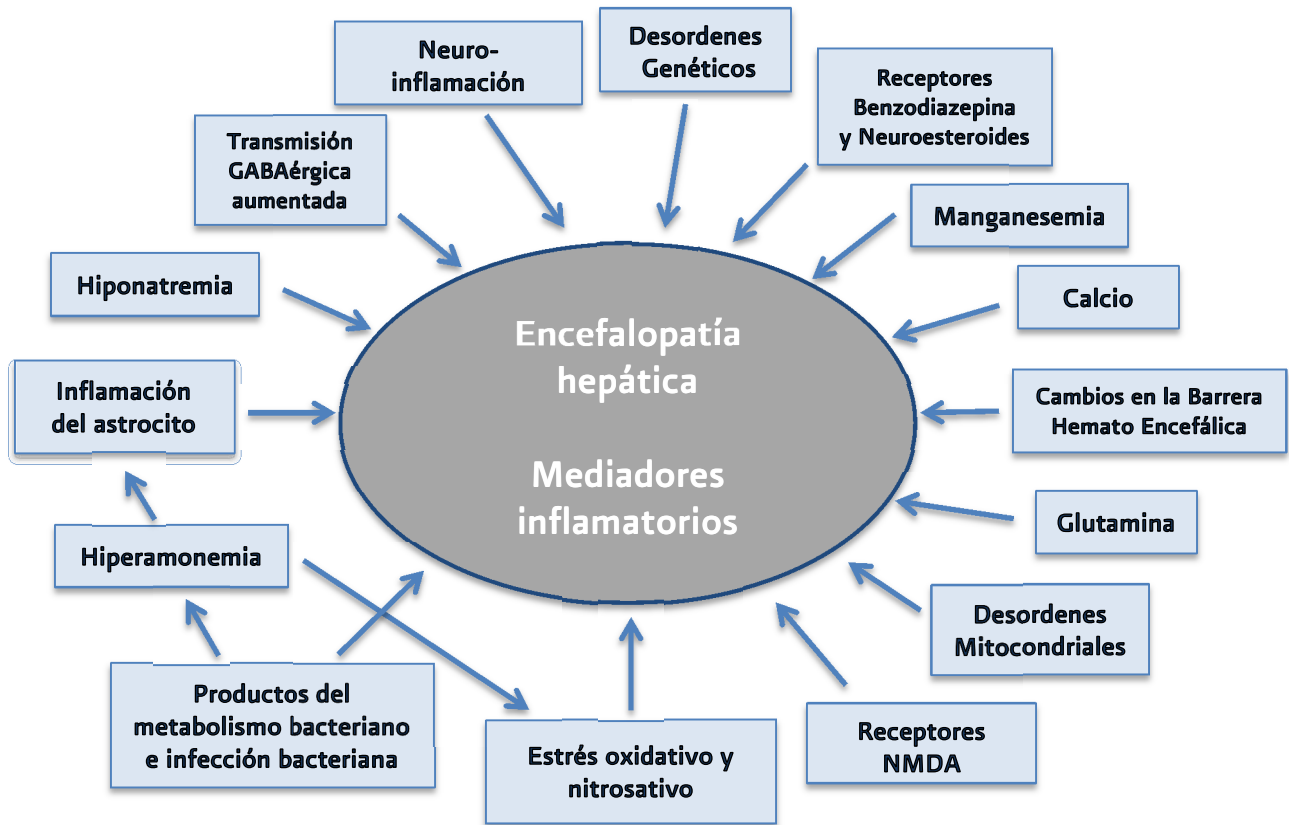 Neuro-
inflamación
Desordenes
Genéticos
Receptores
Benzodiazepina
y Neuroesteroides
Transmisión
GABAérgica
aumentada
Manganesemia
Hiponatremia
Calcio
Encefalopatía
hepática
Mediadores
inflamatorios
Inflamación
del astrocito
Cambios en la Barrera
Hemato Encefálica
Glutamina
Hiperamonemia
Desordenes
Mitocondriales
Productos del
metabolismo bacteriano
e infección bacteriana
Estrés oxidativo y
nitrosativo
Receptores
NMDA